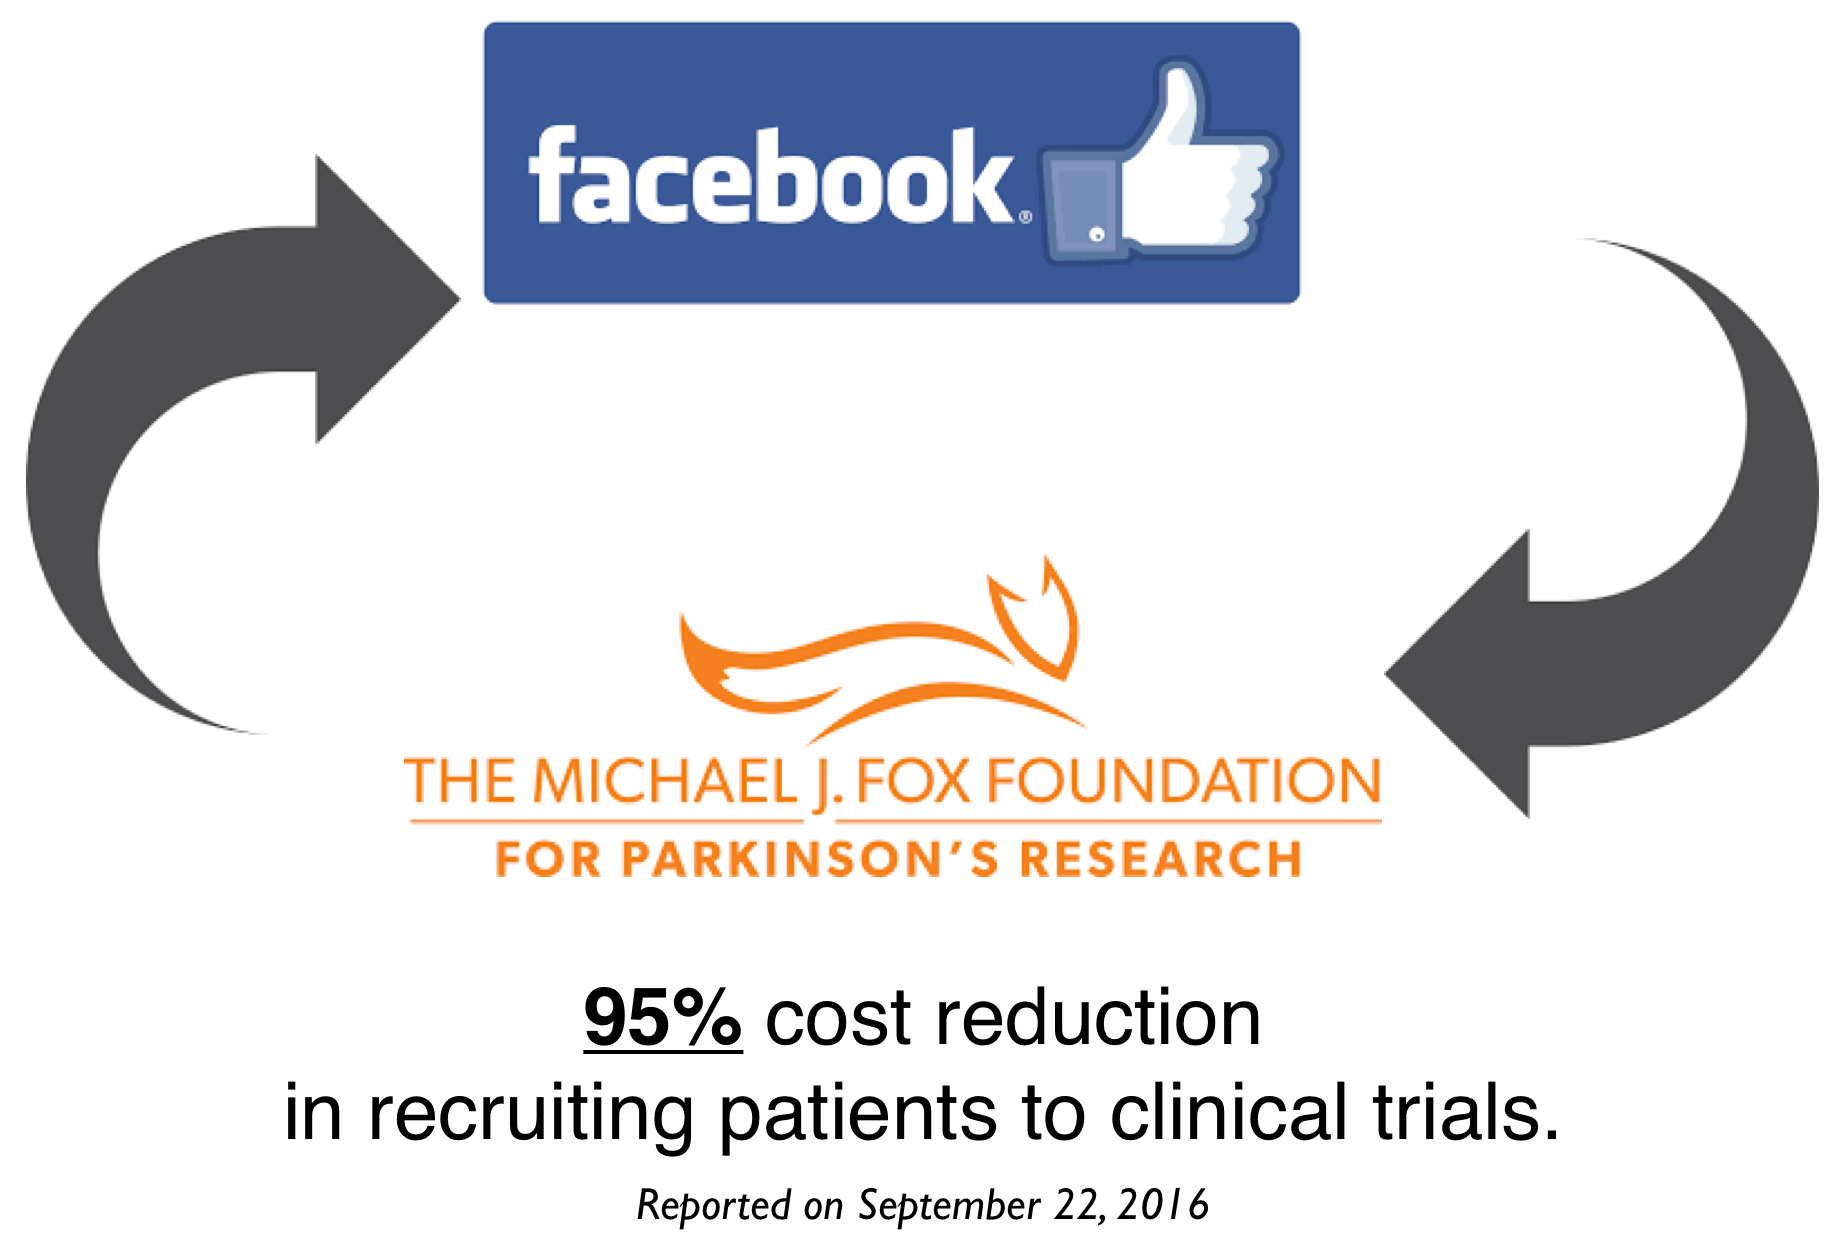 facebook®
THE MICHAEL J. FOX FOUNDATION
FOR PARKINSON'S RESEARCH
95% cost reduction
in recruiting patients to clinical trials.
Reported on September 22, 2016